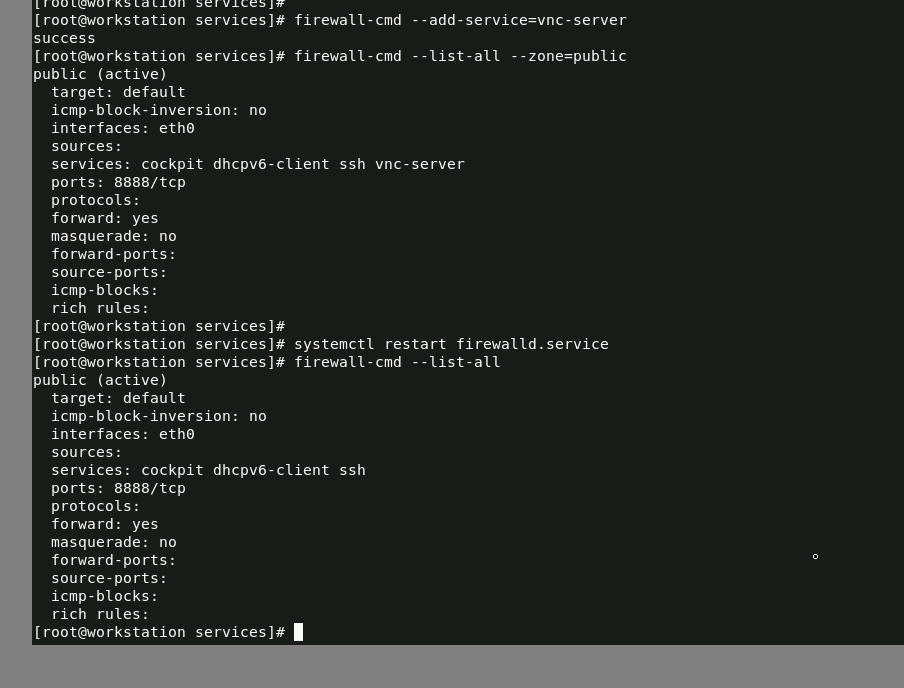 [root@workstation services]#
[root@workstation services]# firewall-cmd --add-service=vnc-server
success
[root@workstation services]# firewall-cmd --list-all --zone=public
public (active)
  target: default
  icmp-block-inversion: no
  interfaces: eth0
  sources:
  services: cockpit dhcpv6-client ssh vnc-server
  ports: 8888/tcp
  protocols:
  forward: yes
  masquerade: no
  forward-ports:
  source-ports:
  icmp-blocks:
  rich rules:
[root@workstation services]#
[root@workstation services]# systemctl restart firewalld.service
[root@workstation services]# firewall-cmd --list-all
public (active)
  target: default
  icmp-block-inversion: no
  interfaces: eth0
  sources:
  services: cockpit dhcpv6-client ssh
  ports: 8888/tcp
  protocols:
  forward: yes
  masquerade: no
  forward-ports:
  source-ports:
  icmp-blocks:
  rich rules:
[root@workstation services]#